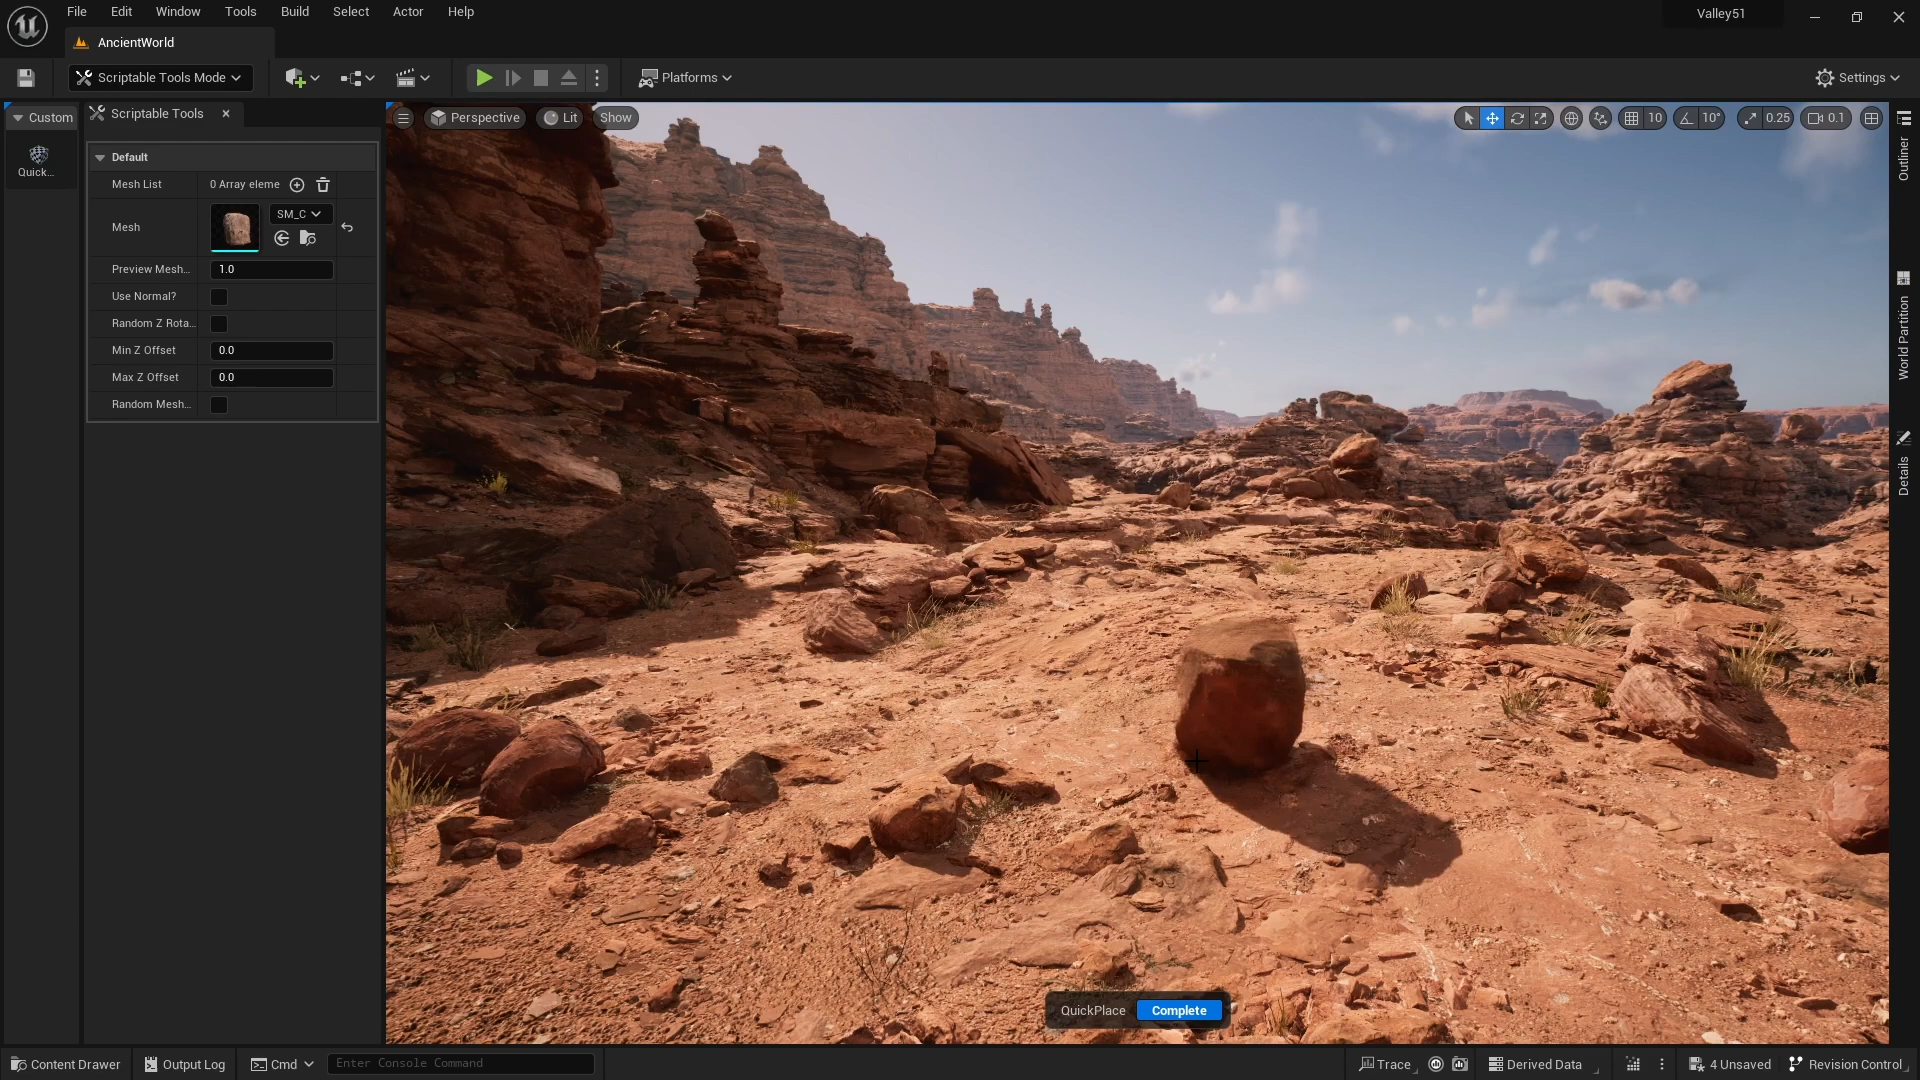 File Edit Window Tools Build Select Actor Help
Valley51
AncientWorld
Scriptable Tools Mode
Platforms
Settings
Custom
Scriptable Tools
Perspective
Lit
Show
10
10°
0.25
0.1
Quick...
Default
Mesh List
0 Array eleme
Mesh
SM_C
Preview Mesh...
1.0
Use Normal?
Random Z Rota...
Min Z Offset
0.0
Max Z Offset
0.0
Random Mesh...
Outliner
World Partition
Details
QuickPlace
Complete
Content Drawer
Output Log
Cmd
Enter Console Command
Trace
Derived Data
4 Unsaved
Revision Control